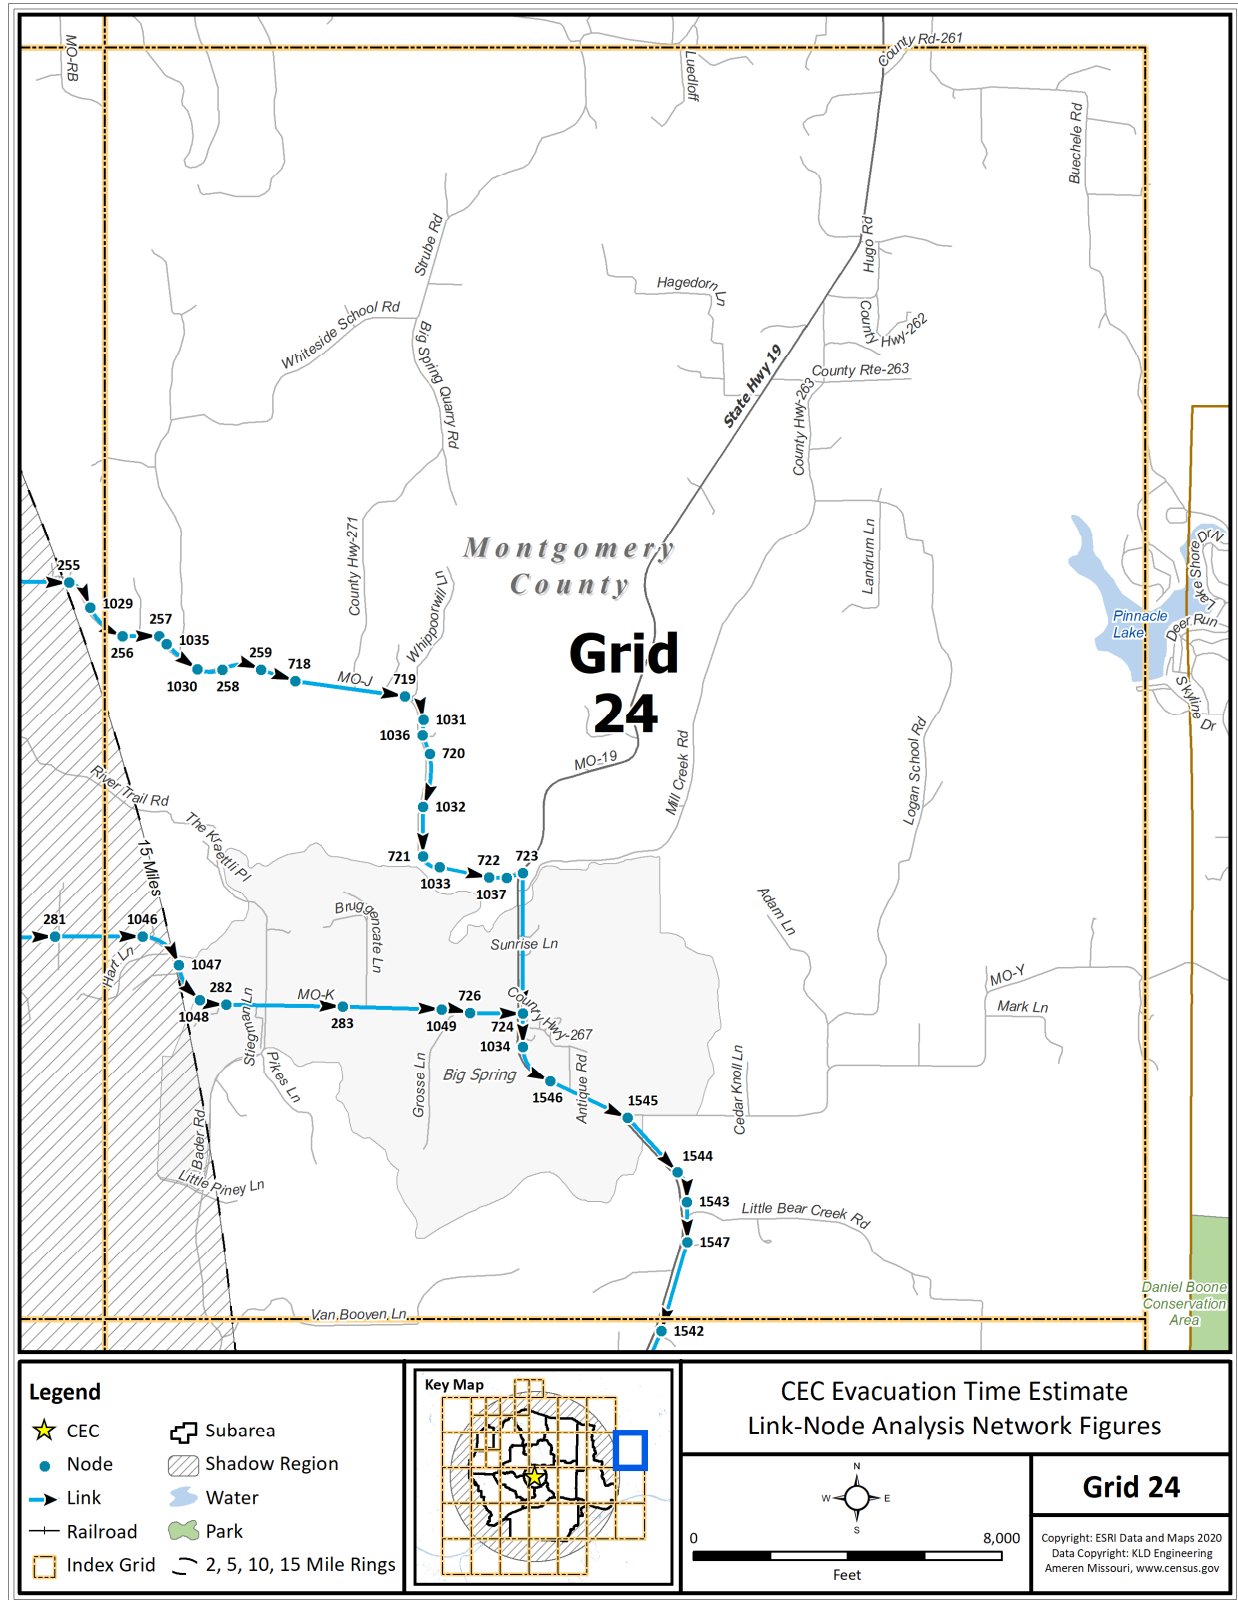 County Rd-261
MO-RB
Luedloff
Buechele Rd
Strube Rd
Hugo Rd
Hagedorn Ln
Whiteside School Rd
Big Spring Quarry Rd
County
Hwy-262
State Hwy 19
County Rte-263
County Hwy-263
County Hwy-271
Landrum Ln
Montgomery
County
Whippoorwill Ln
Grid
24
Pinnacle
Lake
Lake Shore
Dr N
Deer Run
Skyline
Dr
255
1029
256
257
1035
1030
258
259
718
MO-J
719
1031
1036
720
1032
721
1033
722
1037
723
MO-19
Mill Creek Rd
Logan School Rd
River Trail Rd
The Kraettli Pl
15 Miles
281
1046
Hart Ln
1047
282
1048
Bruggencate Ln
Sunrise Ln
Adam Ln
MO-K
283
Stiegman Ln
726
1049
724
County Hwy-267
1034
MO-Y
Mark Ln
Pikes Ln
Grosse Ln
Big Spring
1546
Antique Rd
1545
Cedar Knoll Ln
Bader Rd
Little Piney Ln
1544
1543
Little Bear Creek Rd
1547
Van Booven Ln
1542
Daniel Boone
Conservation
Area
Legend
CEC
Node
Link
Railroad
Index Grid
Subarea
Shadow Region
Water
Park
2, 5, 10, 15 Mile Rings
Key Map
CEC Evacuation Time Estimate
Link-Node Analysis Network Figures
N
W
E
S
0
8,000
Feet
Grid 24
Copyright: ESRI Data and Maps 2020
Data Copyright: KLD Engineering
Ameren Missouri, www.census.gov